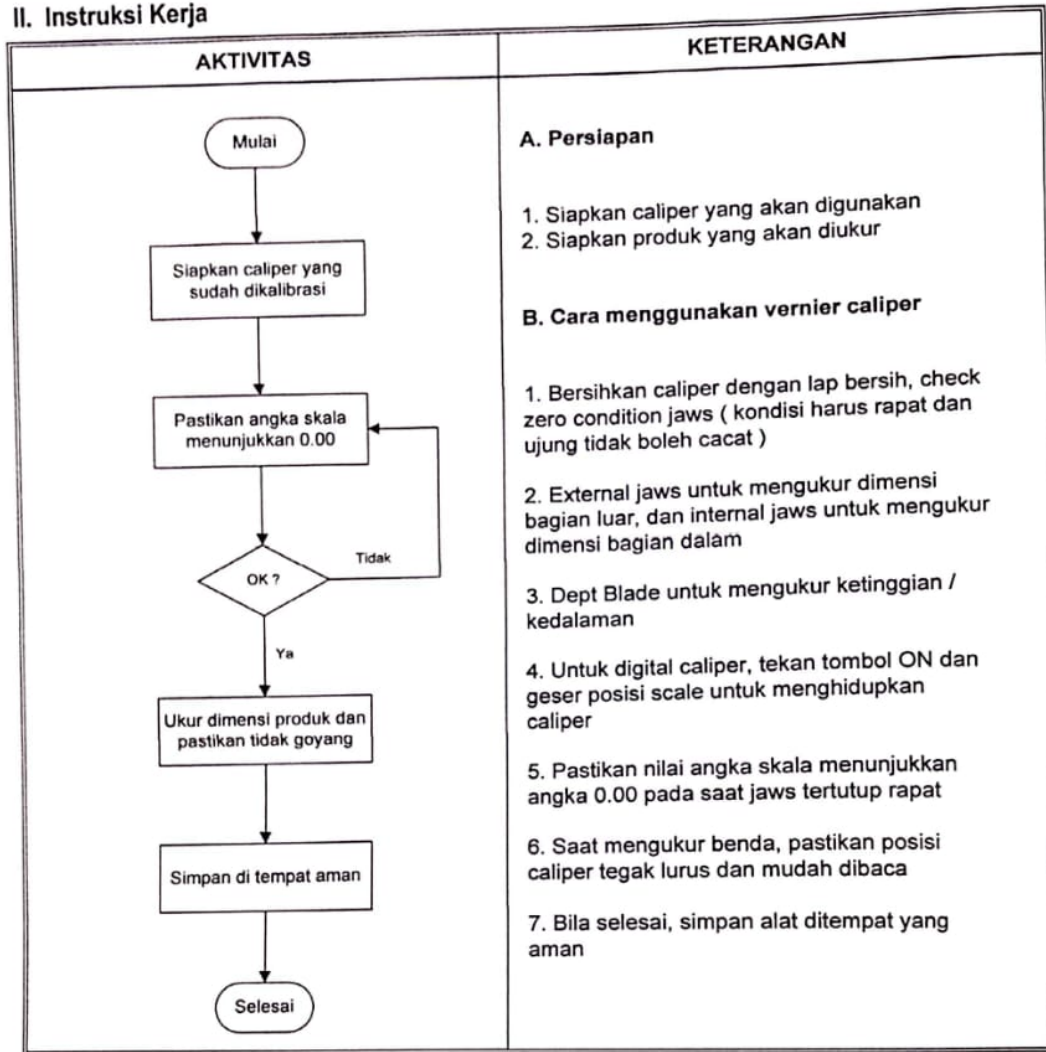 II. Instruksi Kerja
AKTIVITAS
KETERANGAN
Mulai
Siapkan caliper yang
sudah dikalibrasi
Pastikan angka skala
menunjukkan 0.00
OK ?
Tidak
Ya
Ukur dimensi produk dan
pastikan tidak goyang
Simpan di tempat aman
Selesai
A. Persiapan
1. Siapkan caliper yang akan digunakan
2. Siapkan produk yang akan diukur
B. Cara menggunakan vernier caliper
1. Bersihkan caliper dengan lap bersih, check
zero condition jaws ( kondisi harus rapat dan
ujung tidak boleh cacat )
2. External jaws untuk mengukur dimensi
bagian luar, dan internal jaws untuk mengukur
dimensi bagian dalam
3. Dept Blade untuk mengukur ketinggian /
kedalaman
4. Untuk digital caliper, tekan tombol ON dan
geser posisi scale untuk menghidupkan
caliper
5. Pastikan nilai angka skala menunjukkan
angka 0.00 pada saat jaws tertutup rapat
6. Saat mengukur benda, pastikan posisi
caliper tegak lurus dan mudah dibaca
7. Bila selesai, simpan alat ditempat yang
aman